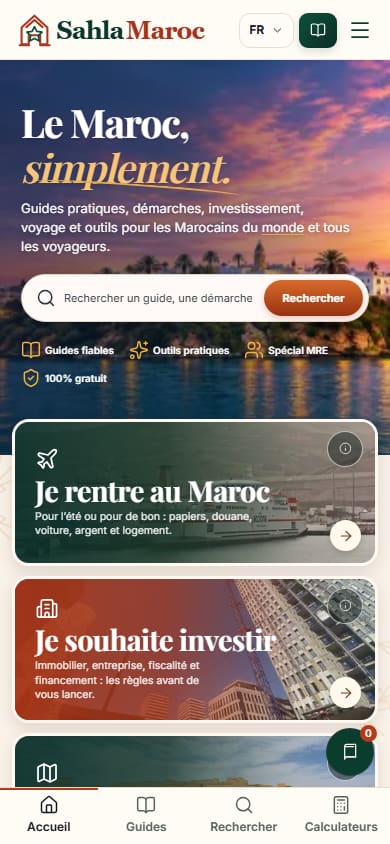 Sahla Maroc
FR
Le Maroc,
simplement.
Guides pratiques, démarches, investissement,
voyage et outils pour les Marocains du monde et tous
les voyageurs.
Rechercher un guide, une démarche
Rechercher
Guides fiables
Outils pratiques
Spécial MRE
100% gratuit
Je rentre au Maroc
Pour l'été ou pour de bon : papiers, douane,
voiture, argent et logement.
Je souhaite investir
Immobilier, entreprise, fiscalité et
financement : les règles avant de
vous lancer.
0
Accueil
Guides
Rechercher
Calculateurs